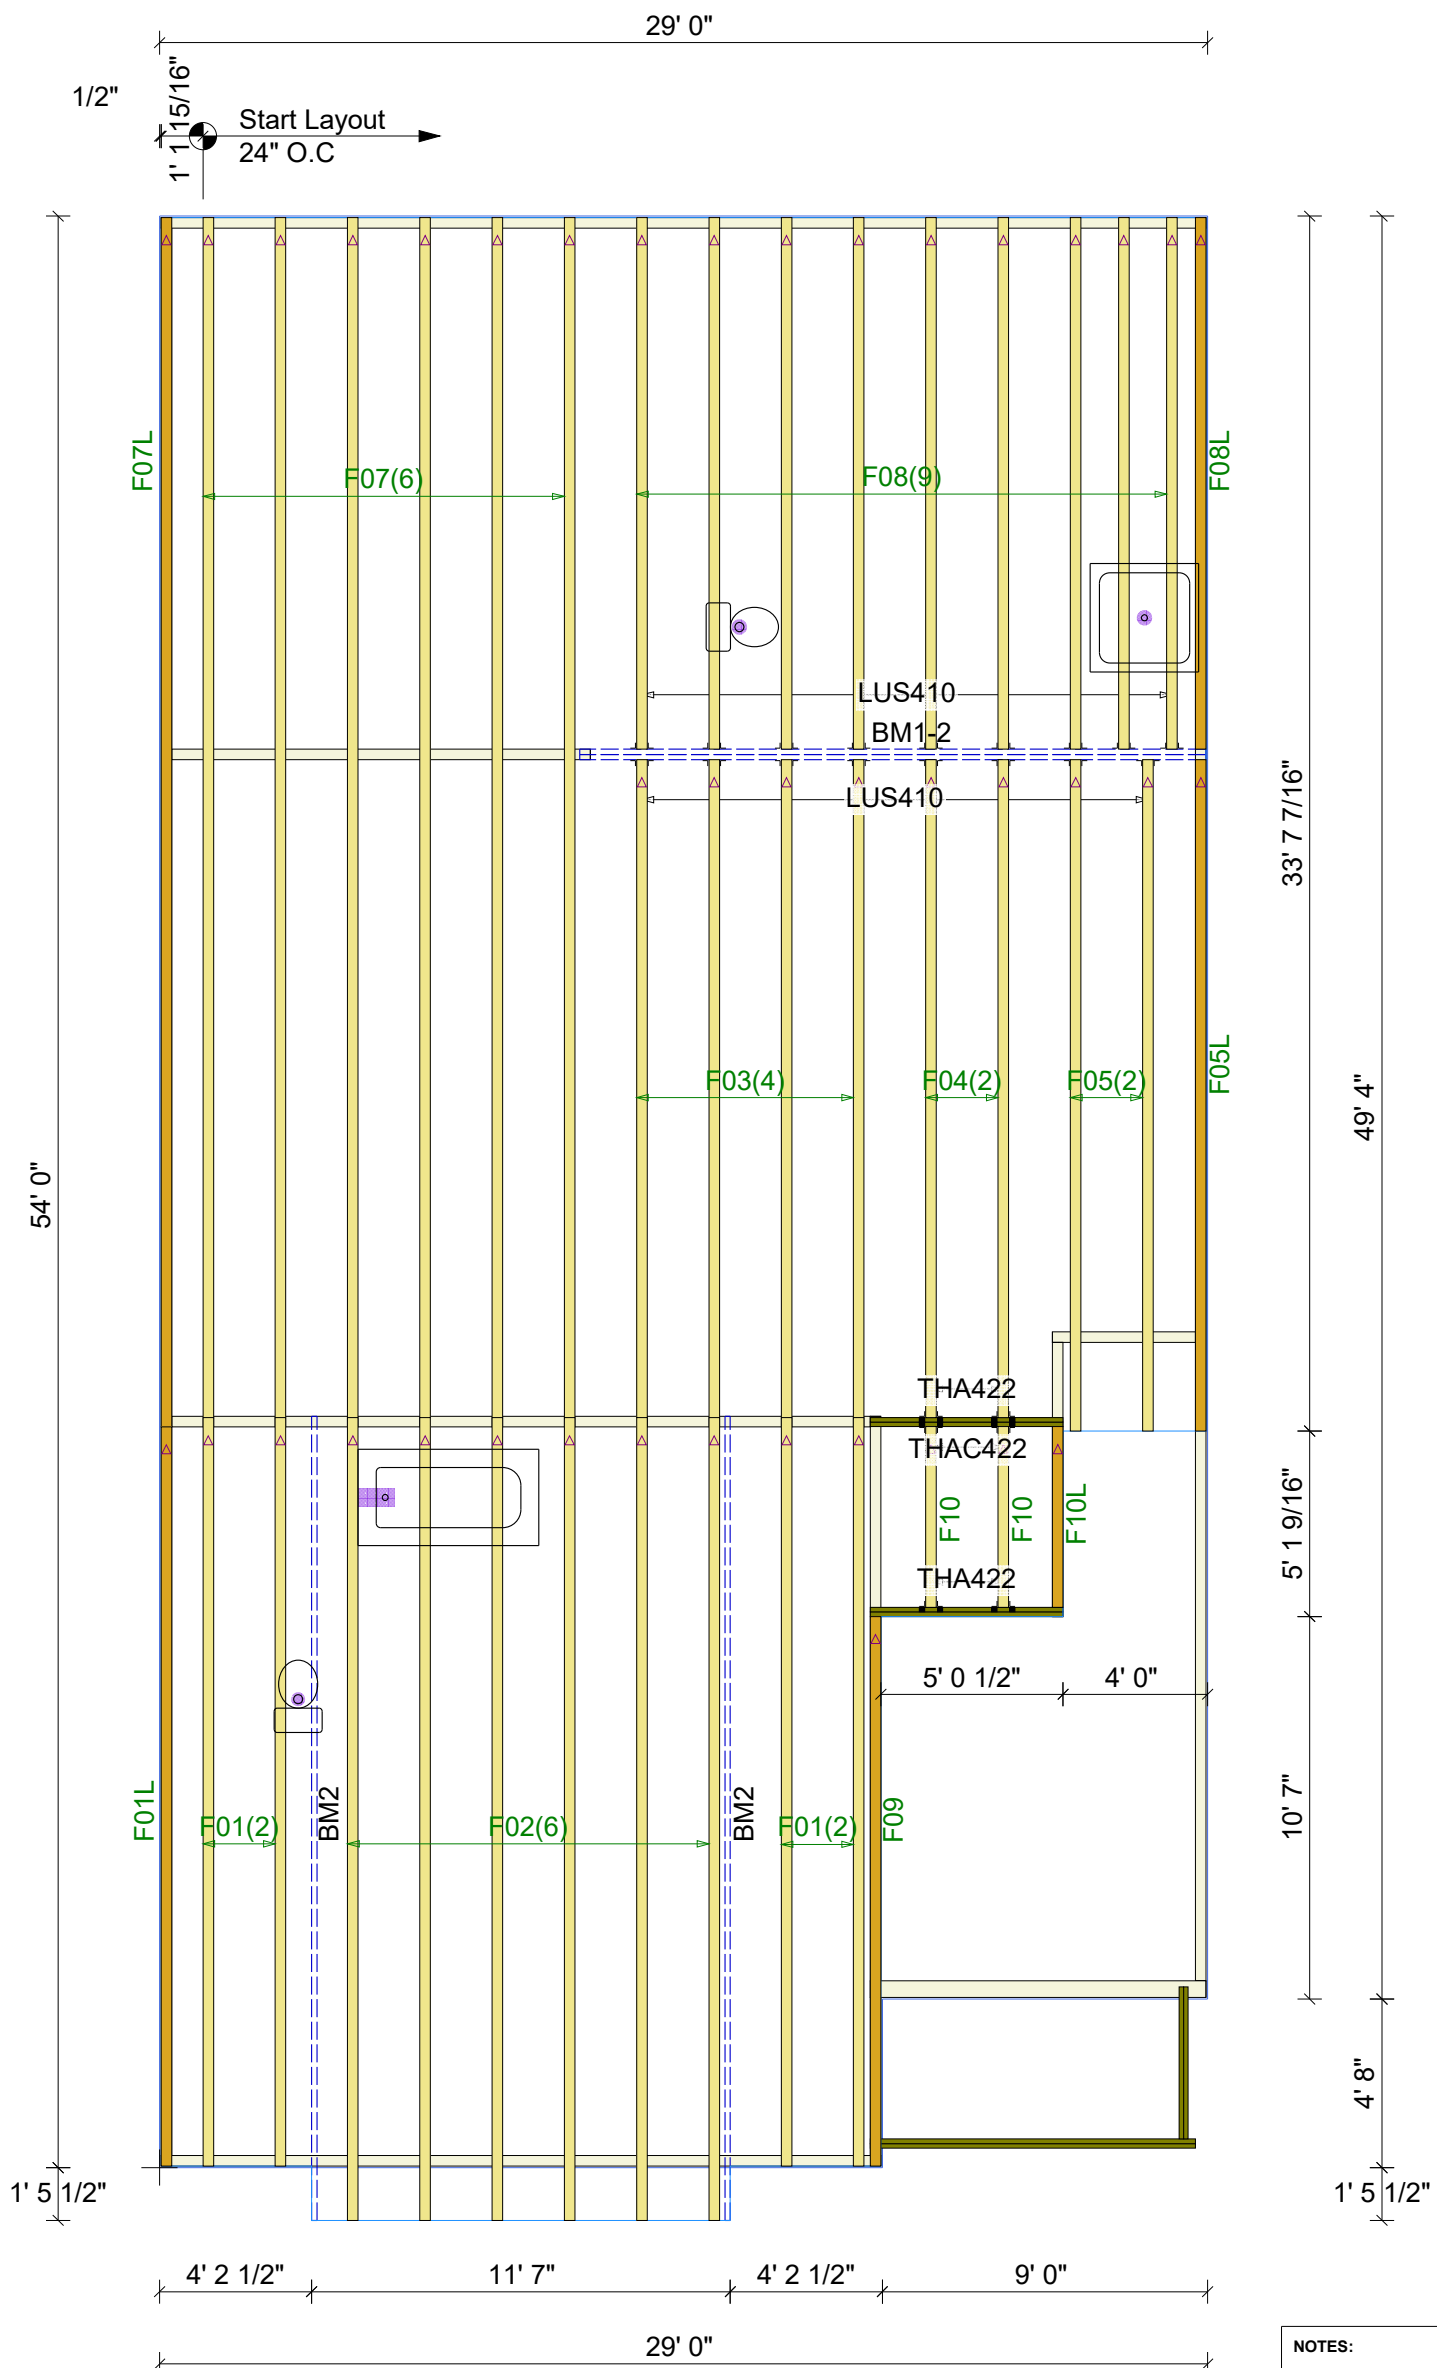 29' 0"
1/2"
1' 1 15/16"
Start Layout
24" O.C
F07L
F07(6)
F08(9)
F08L
LUS410
BM1-2
LUS410
33' 7 7/16"
49' 4"
54' 0"
F03(4)
F04(2)
F05(2)
F05L
THA422
THAC422
F10
F10
F10L
THA422
5' 1 9/16"
5' 0 1/2"
4' 0"
10' 7"
F01L
F01(2)
BM2
F02(6)
BM2
F01(2)
F09
4' 8"
1' 5 1/2"
1' 5 1/2"
4' 2 1/2"
11' 7"
4' 2 1/2"
9' 0"
29' 0"
NOTES: